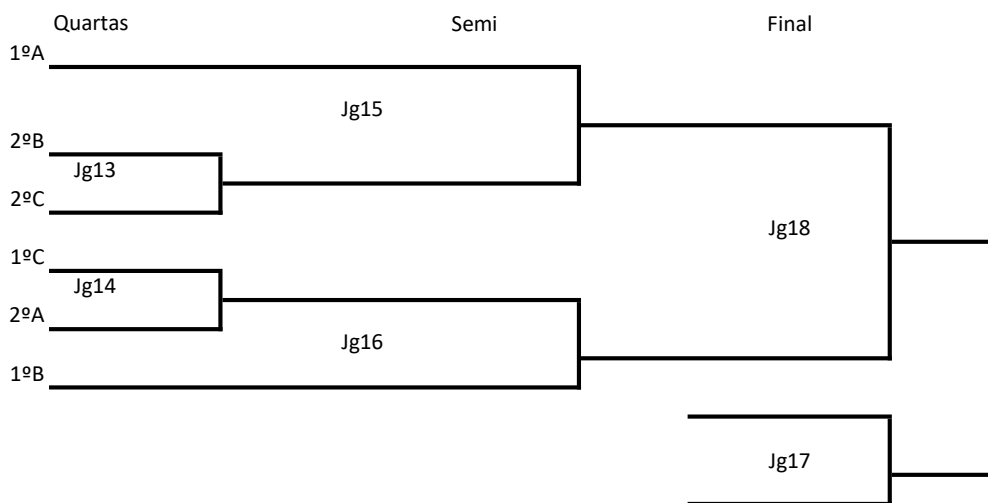 Quartas Semi Final
1ºA
Jg15
2ºB
Jg13
2ºC
Jg18
1ºC
Jg14
2ºA
Jg16
1ºB
Jg17